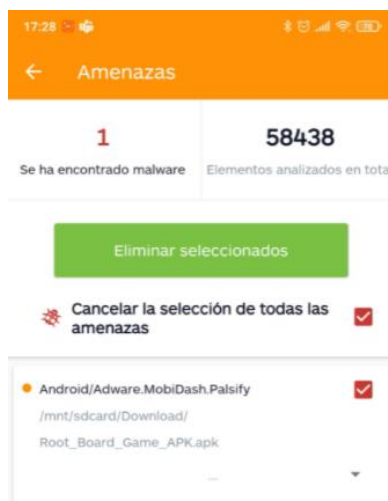 17:28
78
Amenazas
1
58438
Se ha encontrado malware
Elementos analizados en tota
Eliminar seleccionados
Cancelar la selección de todas las
amenazas
Android/Adware.MobiDash.Palsify
/mnt/sdcard/Download/
Root_Board_Game_APK.apk
...